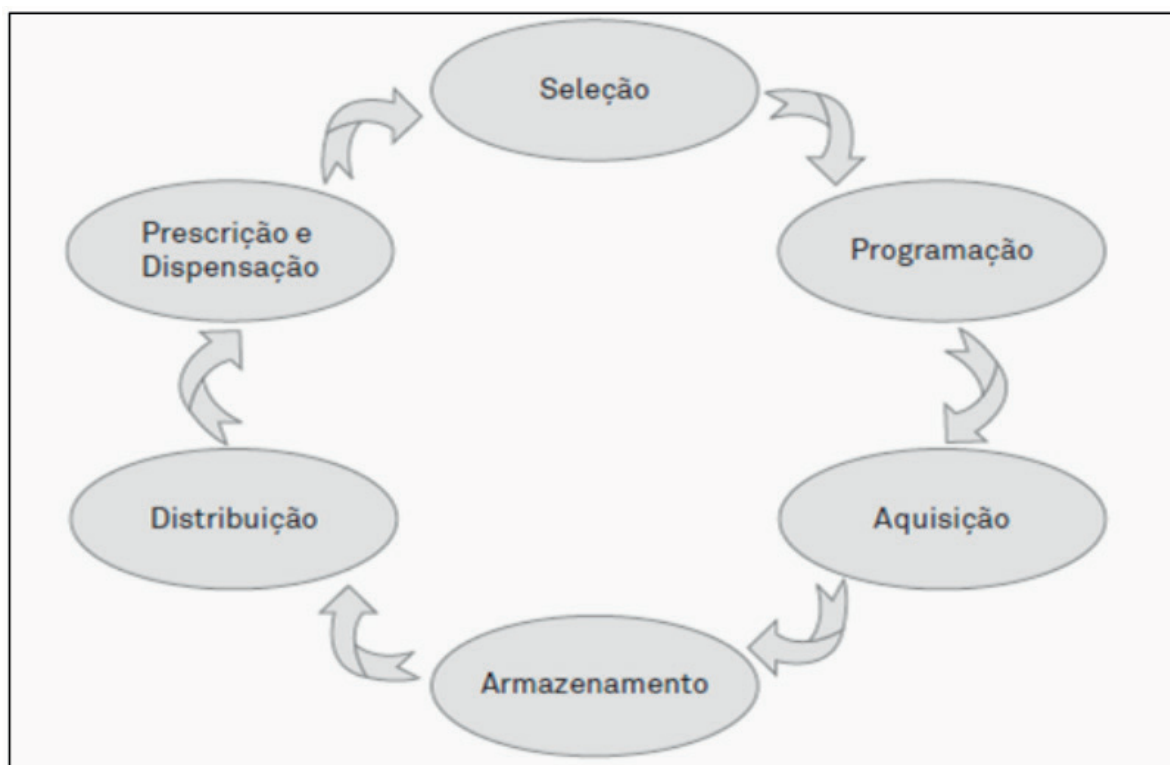 Seleção
Programação
Aquisição
Armazenamento
Distribuição
Prescrição e
Dispensação